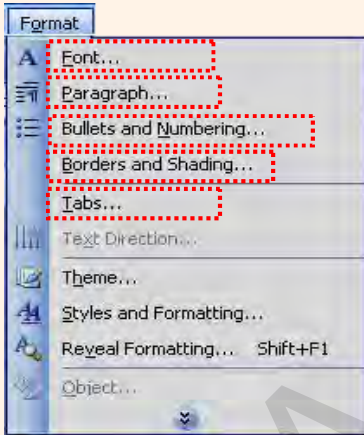 Format
Font...
Paragraph...
Bullets and Numbering...
Borders and Shading...
Tabs...
Text Direction...
Theme...
Styles and Formatting...
Reveal Formatting... Shift+F1
Object...